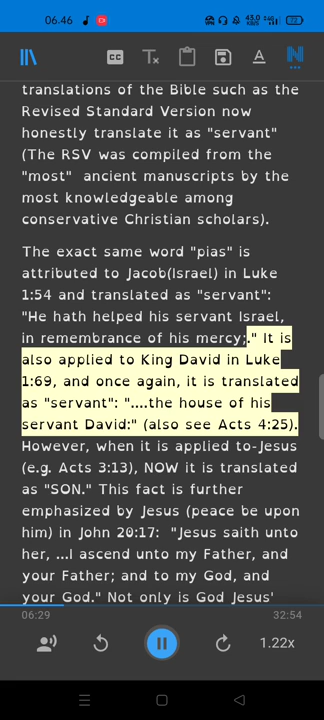 06.46
CC
A
N
translations of the Bible such as the
Revised Standard Version now
honestly translate it as "servant"
(The RSV was compiled from the
"most" ancient manuscripts by the
most knowledgeable among
conservative Christian scholars).
The exact same word "pias" is
attributed to Jacob(Israel) in Luke
1:54 and translated as "servant":
"He hath helped his servant Israel,
in remembrance of his mercy;." It is
also applied to King David in Luke
1:69, and once again, it is translated
as "servant": "....the house of his
servant David:" (also see Acts 4:25).
However, when it is applied to-Jesus
(e.g. Acts 3:13), NOW it is translated
as "SON." This fact is further
emphasized by Jesus (peace be upon
him) in John 20:17: "Jesus saith unto
her, ...I ascend unto my Father, and
your Father; and to my God, and
your God." Not only is God Jesus'
06:29
32:54
1.22x